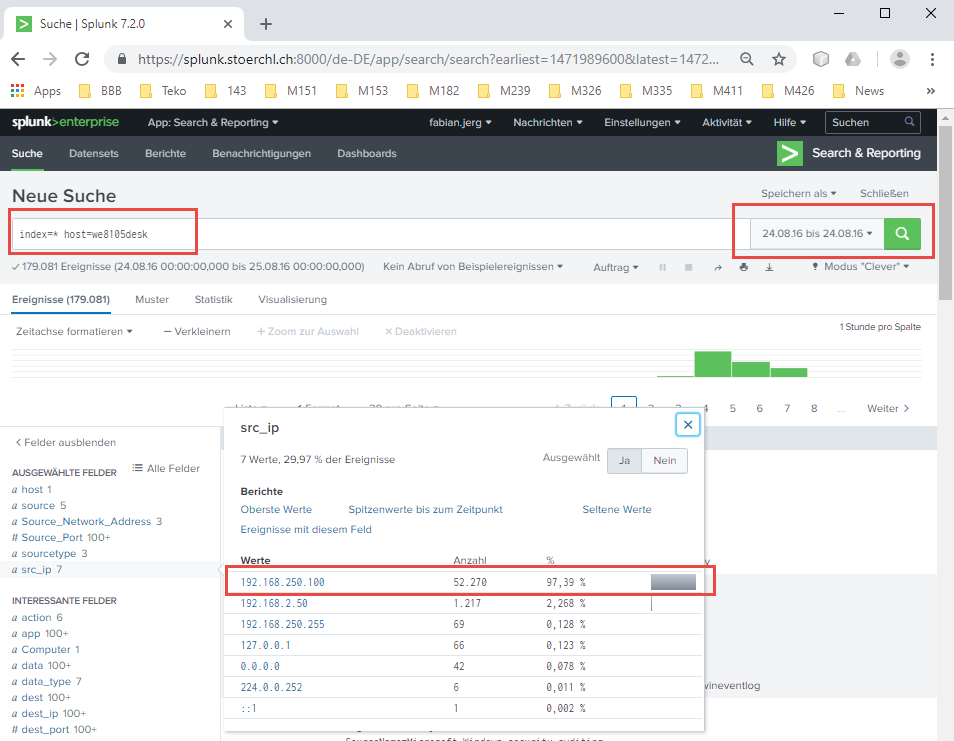 Suche | Splunk 7.2.0
https://splunk.stoerchl.ch:8000/de-DE/app/search/search?earliest=1471989600&latest=1472...
Apps BBB Teko 143 M151 M153 M182 M239 M326 M335 M411 M426 News »
splunk>enterprise App: Search & Reporting fabian.jerg Nachrichten Einstellungen Aktivität Hilfe Suchen
Suche Datensets Berichte Benachrichtigungen Dashboards Search & Reporting
Neue Suche Speichern als Schließen
index=* host=we8105desk 24.08.16 bis 24.08.16
✓ 179.081 Ereignisse (24.08.16 00:00:00,000 bis 25.08.16 00:00:00,000) Kein Abruf von Beispielereignissen Auftrag Modus "Clever"
Ereignisse (179.081) Muster Statistik Visualisierung
Zeitachse formatieren — Verkleinern + Zoom zur Auswahl × Deaktivieren 1 Stunde pro Spalte
4 5 6 7 8 ... Weiter >
< Felder ausblenden
AUSGEWÄHLTE FELDER Alle Felder
a host 1
a source 5
a Source_Network_Address 3
# Source_Port 100+
a sourcetype 3
a src_ip 7
INTERESSANTE FELDER
a action 6
a app 100+
a Computer 1
a data 100+
a data_type 7
a dest 100+
a dest_ip 100+
# dest_port 100+
src_ip
7 Werte, 29,97 % der Ereignisse Ausgewählt Ja Nein
Berichte
Oberste Werte Spitzenwerte bis zum Zeitpunkt Seltene Werte
Ereignisse mit diesem Feld
Werte Anzahl %
192.168.250.100 52.270 97,39 %
192.168.2.50 1.217 2,268 %
192.168.250.255 69 0,128 %
127.0.0.1 66 0,123 %
0.0.0.0 42 0,078 %
224.0.0.252 6 0,011 %
::1 1 0,002 %
wineventlog